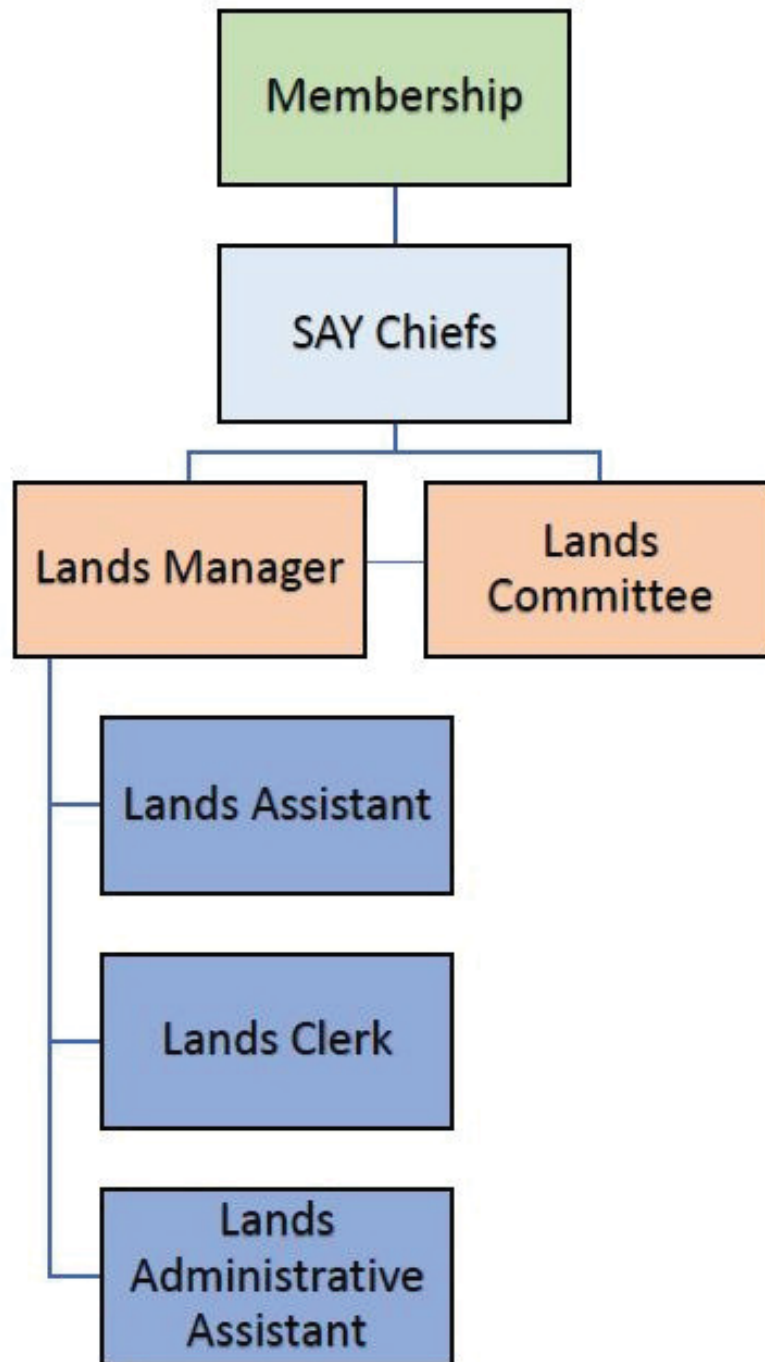 Membership
SAY Chiefs
Lands Manager
Lands
Committee
Lands Assistant
Lands Clerk
Lands
Administrative
Assistant